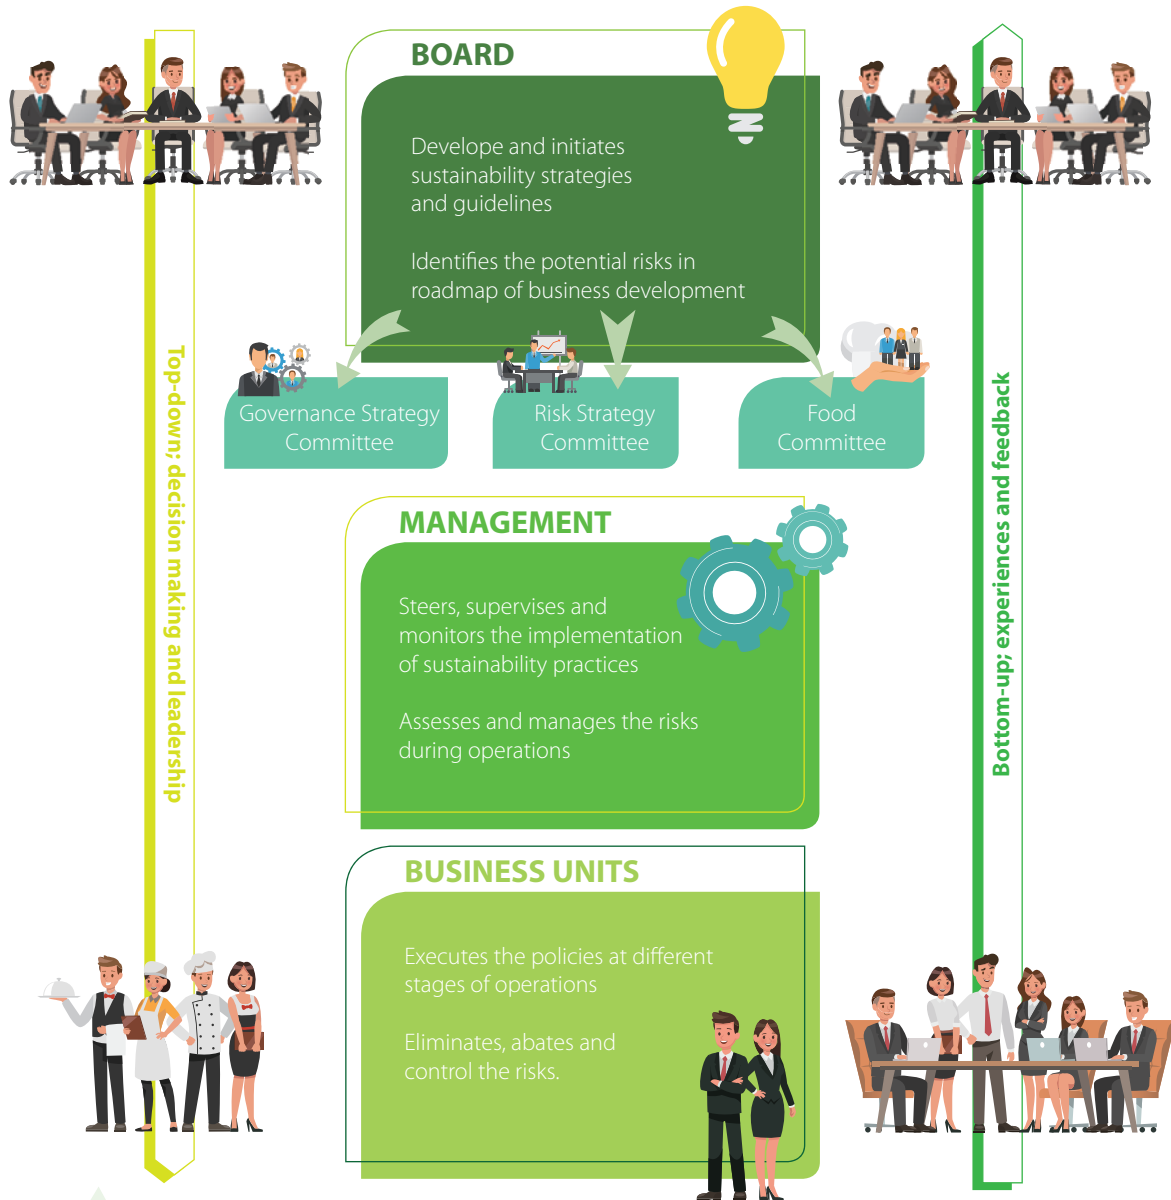 BOARD
Develope and initiates
sustainability strategies
and guidelines
Identifies the potential risks in
roadmap of business development
Governance Strategy
Committee
Risk Strategy
Committee
Food
Committee
Top-down; decision making and leadership
Bottom-up; experiences and feedback
MANAGEMENT
Steers, supervises and
monitors the implementation
of sustainability practices
Assesses and manages the risks
during operations
BUSINESS UNITS
Executes the policies at different
stages of operations
Eliminates, abates and
control the risks.